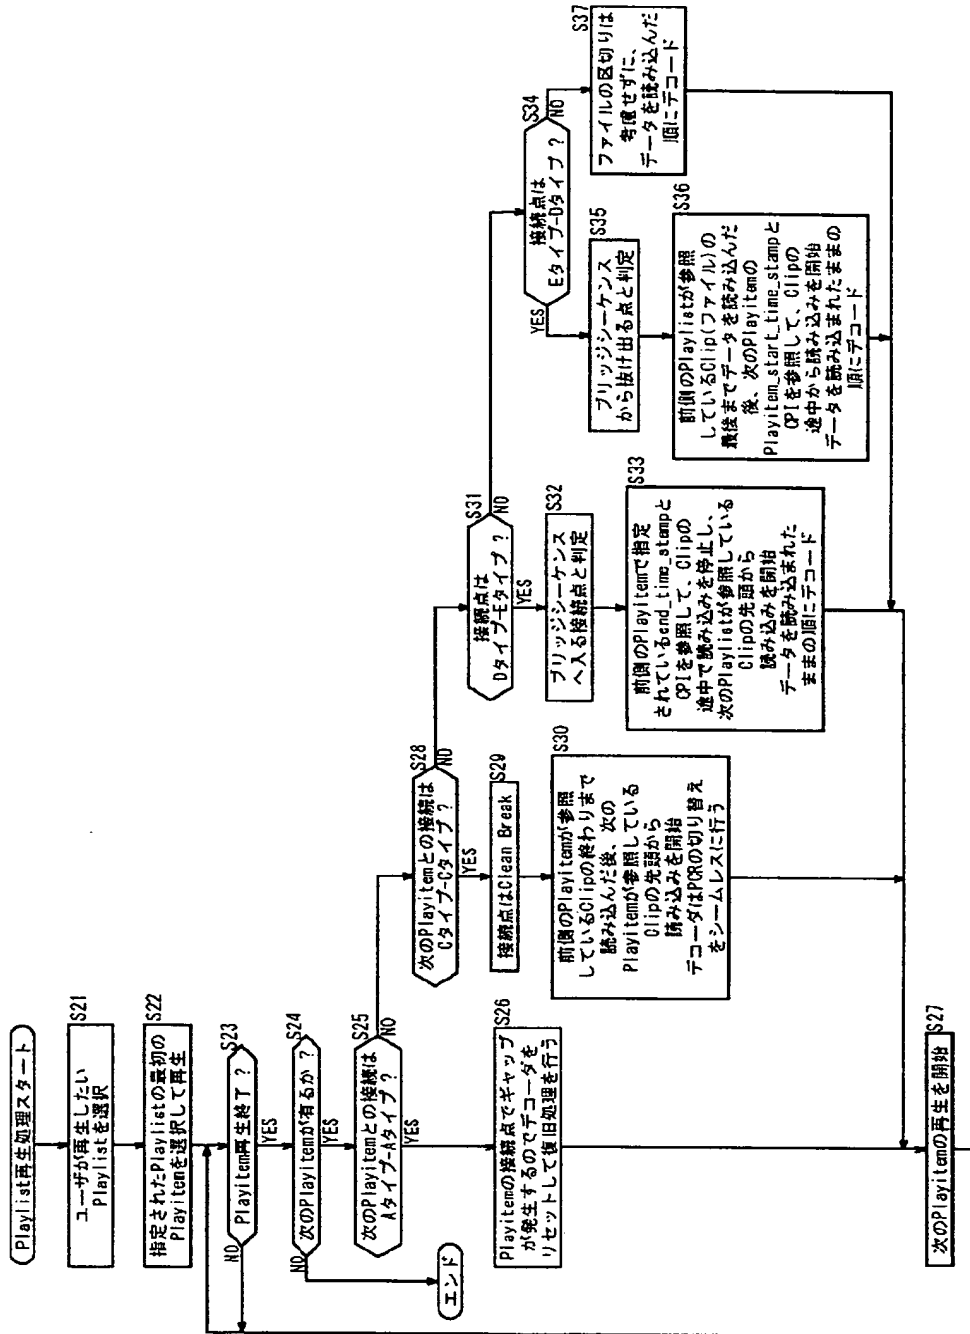 Playlist再生処理スタート
S21
ユーザが再生したい
Playlistを選択
S22
指定されたPlaylistの最初の
Playitemを選択して再生
S23
Playitem再生終了?
NO
YES
S24
次のPlayitemが有るか?
NO
YES
エンド
S25
次のPlayitemとの接続は
Aタイプ-Aタイプ?
NO
YES
S26
Playitemの接続点でギャップ
が発生するのでデコーダを
リセットして復旧処理を行う
S27
次のPlayitemの再生を開始
S28
次のPlayitemとの接続は
Cタイプ-Cタイプ?
NO
YES
S29
接続点はClean Break
S30
前側のPlayitemが参照
しているClipの終わりまで
読み込んだ後、次の
Playitemが参照している
Clipの先頭から
読み込みを開始
デコーダはPCRの切り替え
をシームレスに行う
S31
接続点は
Dタイプ-Eタイプ?
NO
YES
S32
ブリッジシーケンス
へ入る接続点と判定
S33
前側のPlayitemで指定
されているend_time_stampと
CPIを参照して、Clipの
途中で読み込みを停止し、
次のPlaylistが参照している
Clipの先頭から
読み込みを開始
データを読み込まれた
ままの順にデコード
S34
接続点は
Eタイプ-Dタイプ?
NO
YES
S35
ブリッジシーケンス
から抜け出る点と判定
S36
前側のPlaylistが参照
しているClip(ファイル)の
最後までデータを読み込んだ
後、次のPlayitemの
Playitem_start_time_stampと
CPIを参照して、Clipの
途中から読み込みを開始
データを読み込まれたままの
順にデコード
S37
ファイルの区切りは
考慮せずに、
データを読み込んだ
順にデコード